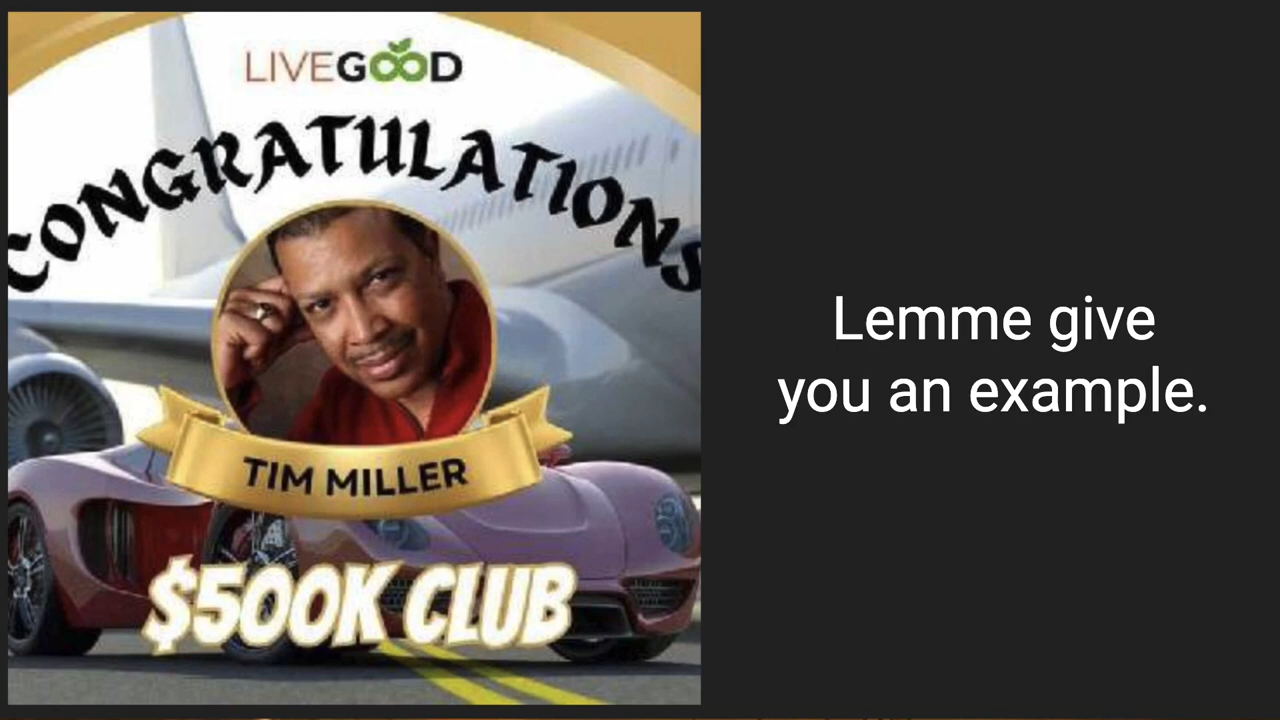 LIVEGOOD
CONGRATULATIONS
TIM MILLER
$500K CLUB
Lemme give
you an example.